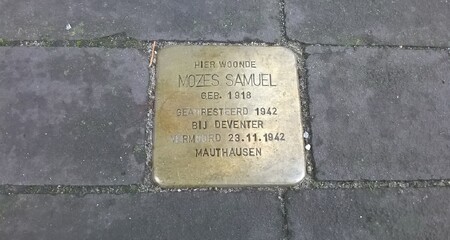 HIER WOONDE
MOZES SAMUEL
GEB. 1918
GEARRESTEERD 1942
BIJ DEVENTER
VERMOORD 23.11.1942
MAUTHAUSEN